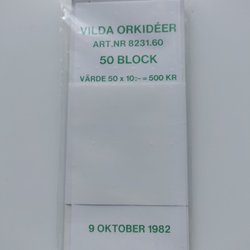 VILDA ORKIDÉER
ART.NR 8231.60
50 BLOCK
VÄRDE 50 x 10:- = 500 KR
9 OKTOBER 1982